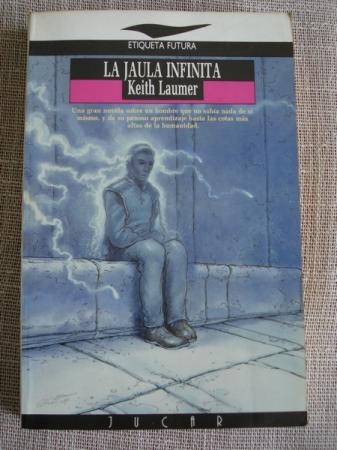 ETIQUETA FUTURA
LA JAULA INFINITA
Keith Laumer
Una gran novela sobre un hombre que no sabía nada de sí
mismo, y de su penoso aprendizaje hasta las cotas más
altas de la humanidad.
JUCAR